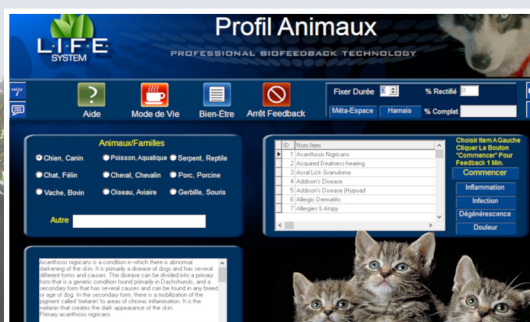 L·I·F·E·
SYSTEM
Profil Animaux
PROFESSIONAL BIOFEEDBACK TECHNOLOGY
Aide
Mode de Vie
Bien-Être
Arrêt Feedback
Fixer Durée
% Rectifié 0
Méta-Espace
Harnais
% Complet
Animaux/Familles
Chien, Canin
Poisson, Aquatique
Serpent, Reptile
Chat, Félin
Cheval, Chevalin
Porc, Porcine
Vache, Bovin
Oiseau, Aviaire
Gerbille, Souris
Autre
ID Nom Item
1 Acanthosis Nigricans
2 Acquired Deafness-hearing
3 Acral Lick Granuloma
4 Addison's Disease
5 Addison's Disease (Hypoad
6 Allergic Dermatitis
7 Allergies & Atopy
Choisir Item A Gauche
Cliquer Le Bouton
"Commencer" Pour
Feedback 1 Min.
Commencer
Inflammation
Infection
Dégénérescence
Douleur
Acanthosis nigricans is a condition in which there is abnormal
darkening of the skin. It is primarily a disease of dogs and has several
different forms and causes. The disease can be divided into a primary
form that is a genetic condition found primarily in Dachshunds, and a
secondary form that has several causes and can be found in any breed
or age of dog. In the secondary form, there is a mobilization of the
pigment called 'melanin' to areas of chronic inflammation. It is the
melanin that creates the dark appearance of the skin.
Primary acanthosis nigricans